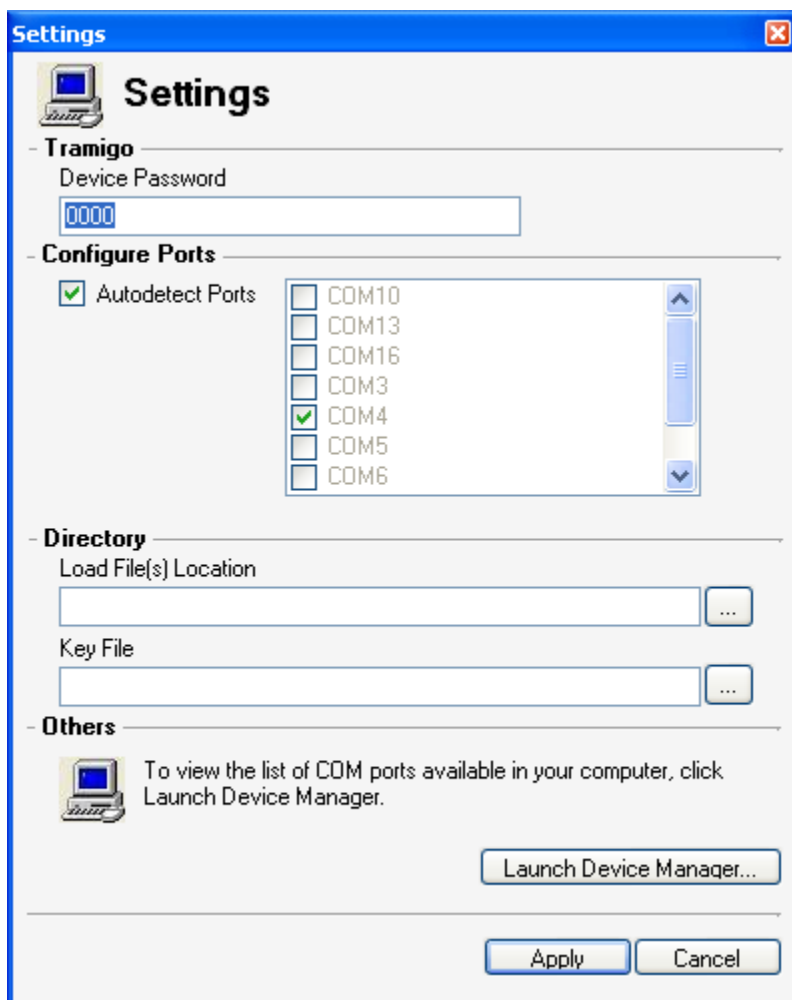 Settings
Settings
Tramigo
Device Password
0000
Configure Ports
Autodetect Ports
COM10
COM13
COM16
COM3
COM4
COM5
COM6
Directory
Load File(s) Location
...
Key File
...
Others
To view the list of COM ports available in your computer, click
Launch Device Manager.
Launch Device Manager...
Apply
Cancel